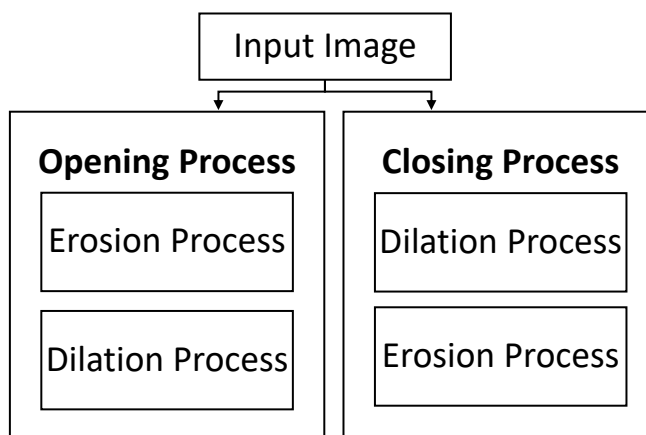 Input Image
Opening Process
Erosion Process
Dilation Process
Closing Process
Dilation Process
Erosion Process